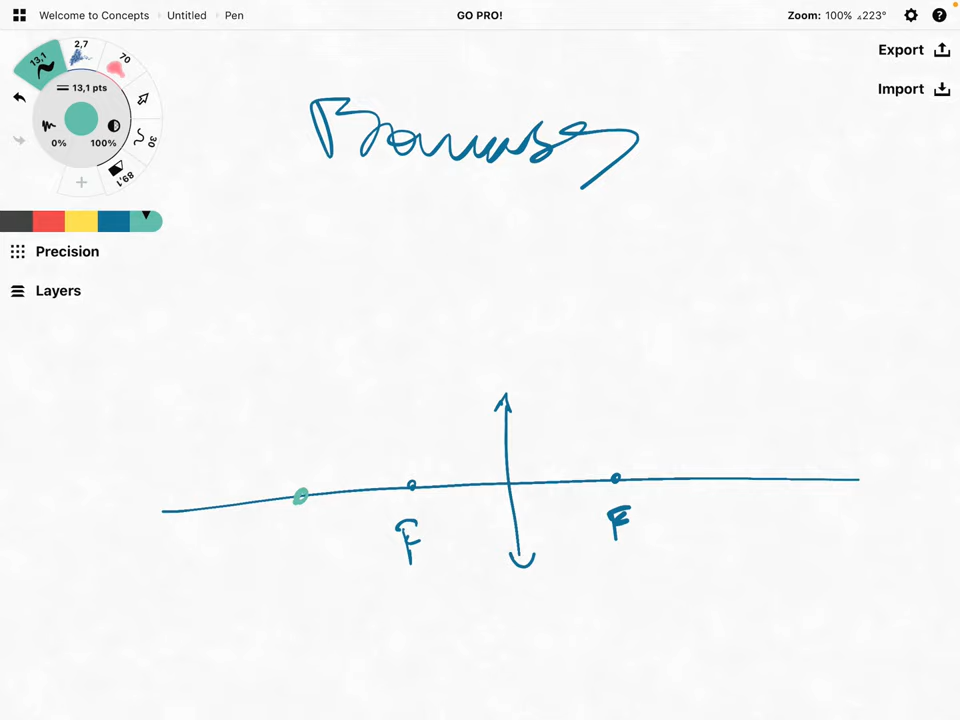 Welcome to Concepts › Untitled › Pen
GO PRO!
Zoom: 100% ⊿223°
Export
Import
13,1
2,7
70
13,1 pts
0%
100%
30
89,1
Precision
Layers
F
F